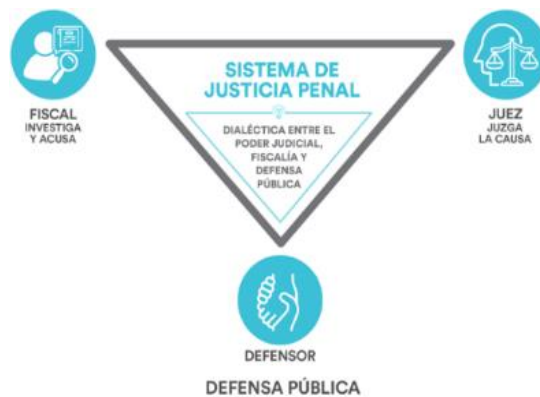 SISTEMA DE
JUSTICIA PENAL
DIALÉCTICA ENTRE EL
PODER JUDICIAL,
FISCALÍA Y
DEFENSA
PÚBLICA
FISCAL
INVESTIGA
Y ACUSA
JUEZ
JUZGA
LA CAUSA
DEFENSOR
DEFENSA PÚBLICA